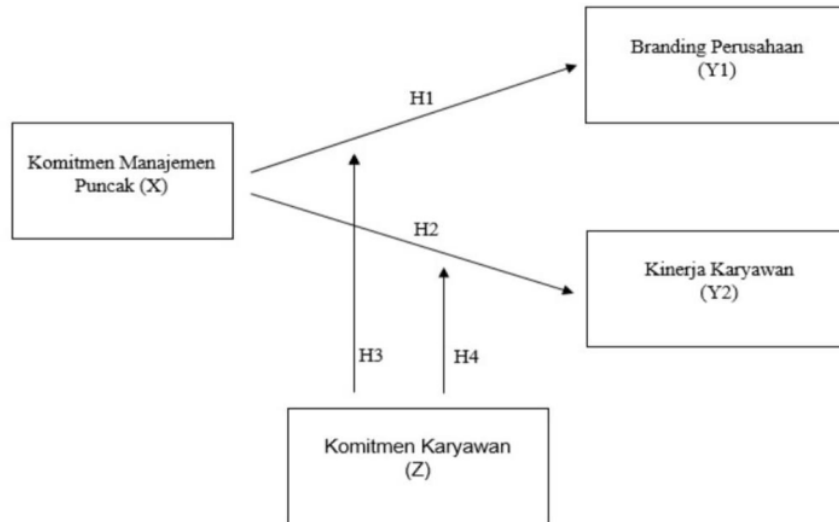 Branding Perusahaan
(Y1)
H1
Komitmen Manajemen
Puncak (X)
H2
Kinerja Karyawan
(Y2)
H3
H4
Komitmen Karyawan
(Z)